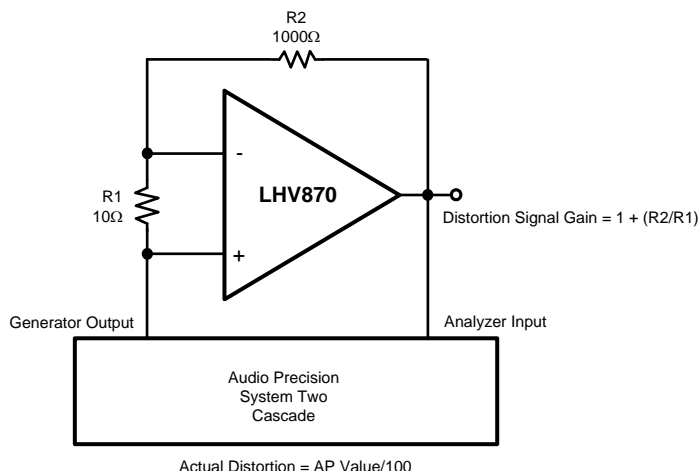 R2
1000Ω
-
LHV870
R1
10Ω
+
Distortion Signal Gain = 1 + (R2/R1)
Generator Output
Analyzer Input
Audio Precision
System Two
Cascade
Actual Distortion = AP Value/100